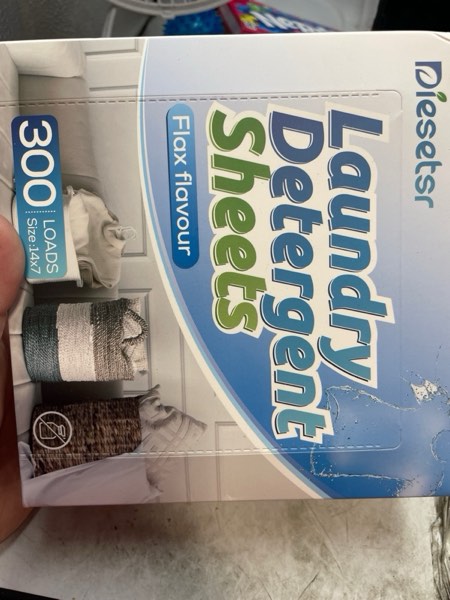 Diesetsr
Laundry
Detergent
Sheets
Flax flavour
300
LOADS
Size:14x7